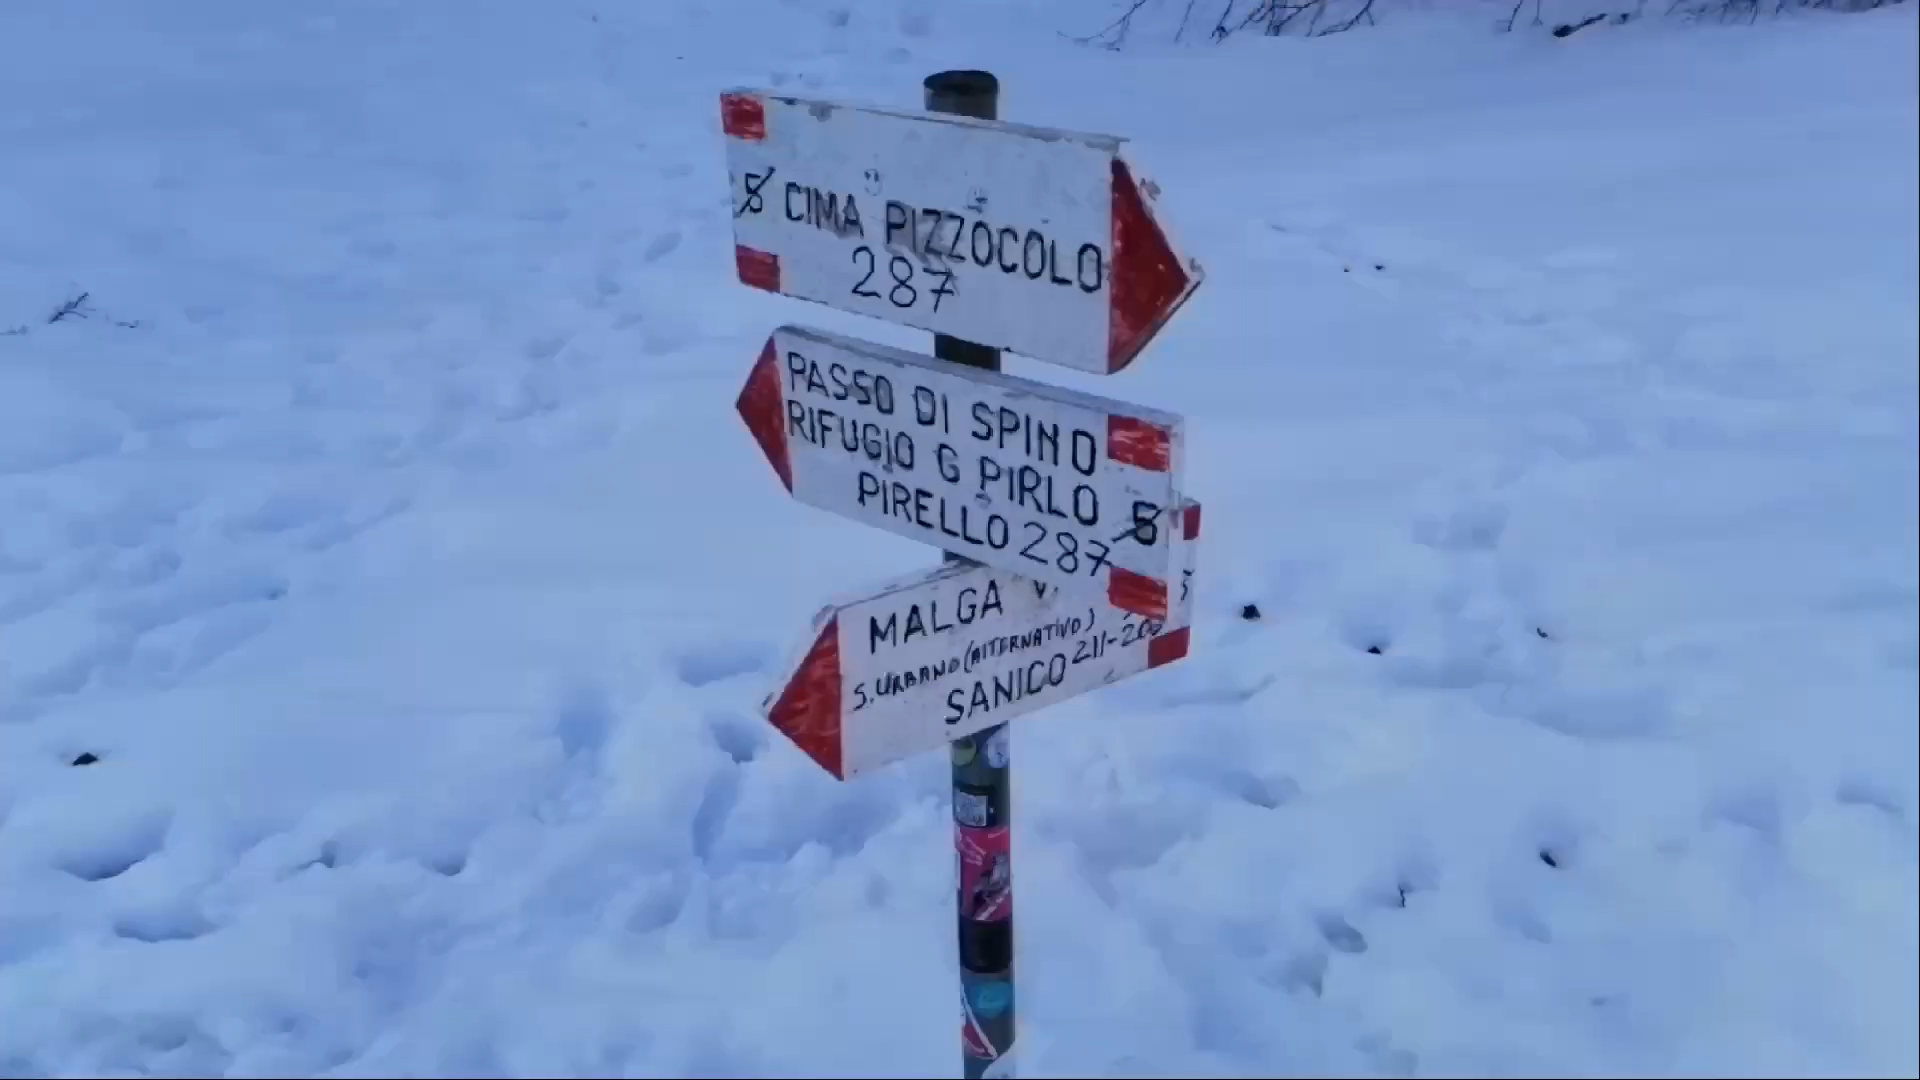 5 CIMA PIZZOCOLO
287
PASSO DI SPINO
RIFUGIO G PIRLO
PIRELLO 287 5
MALGA
S. URBANO (ALTERNATIVO)
SANICO 211-